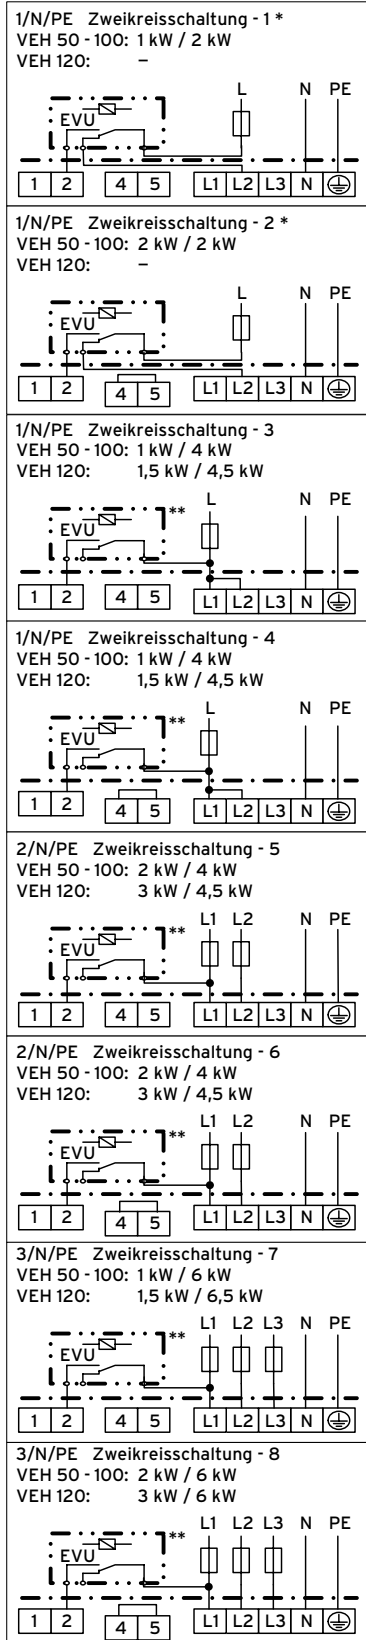 1/N/PE Zweikreisschaltung - 1 *
VEH 50 - 100: 1 kW / 2 kW
VEH 120: –
L N PE
EVU
1 2 4 5 L1 L2 L3 N
1/N/PE Zweikreisschaltung - 2 *
VEH 50 - 100: 2 kW / 2 kW
VEH 120: –
L N PE
EVU
1 2 4 5 L1 L2 L3 N
1/N/PE Zweikreisschaltung - 3
VEH 50 - 100: 1 kW / 4 kW
VEH 120: 1,5 kW / 4,5 kW
L N PE
**
EVU
1 2 4 5 L1 L2 L3 N
1/N/PE Zweikreisschaltung - 4
VEH 50 - 100: 1 kW / 4 kW
VEH 120: 1,5 kW / 4,5 kW
L N PE
**
EVU
1 2 4 5 L1 L2 L3 N
2/N/PE Zweikreisschaltung - 5
VEH 50 - 100: 2 kW / 4 kW
VEH 120: 3 kW / 4,5 kW
L1 L2 N PE
**
EVU
1 2 4 5 L1 L2 L3 N
2/N/PE Zweikreisschaltung - 6
VEH 50 - 100: 2 kW / 4 kW
VEH 120: 3 kW / 4,5 kW
L1 L2 N PE
**
EVU
1 2 4 5 L1 L2 L3 N
3/N/PE Zweikreisschaltung - 7
VEH 50 - 100: 1 kW / 6 kW
VEH 120: 1,5 kW / 6,5 kW
L1 L2 L3 N PE
**
EVU
1 2 4 5 L1 L2 L3 N
3/N/PE Zweikreisschaltung - 8
VEH 50 - 100: 2 kW / 6 kW
VEH 120: 3 kW / 6 kW
L1 L2 L3 N PE
**
EVU
1 2 4 5 L1 L2 L3 N